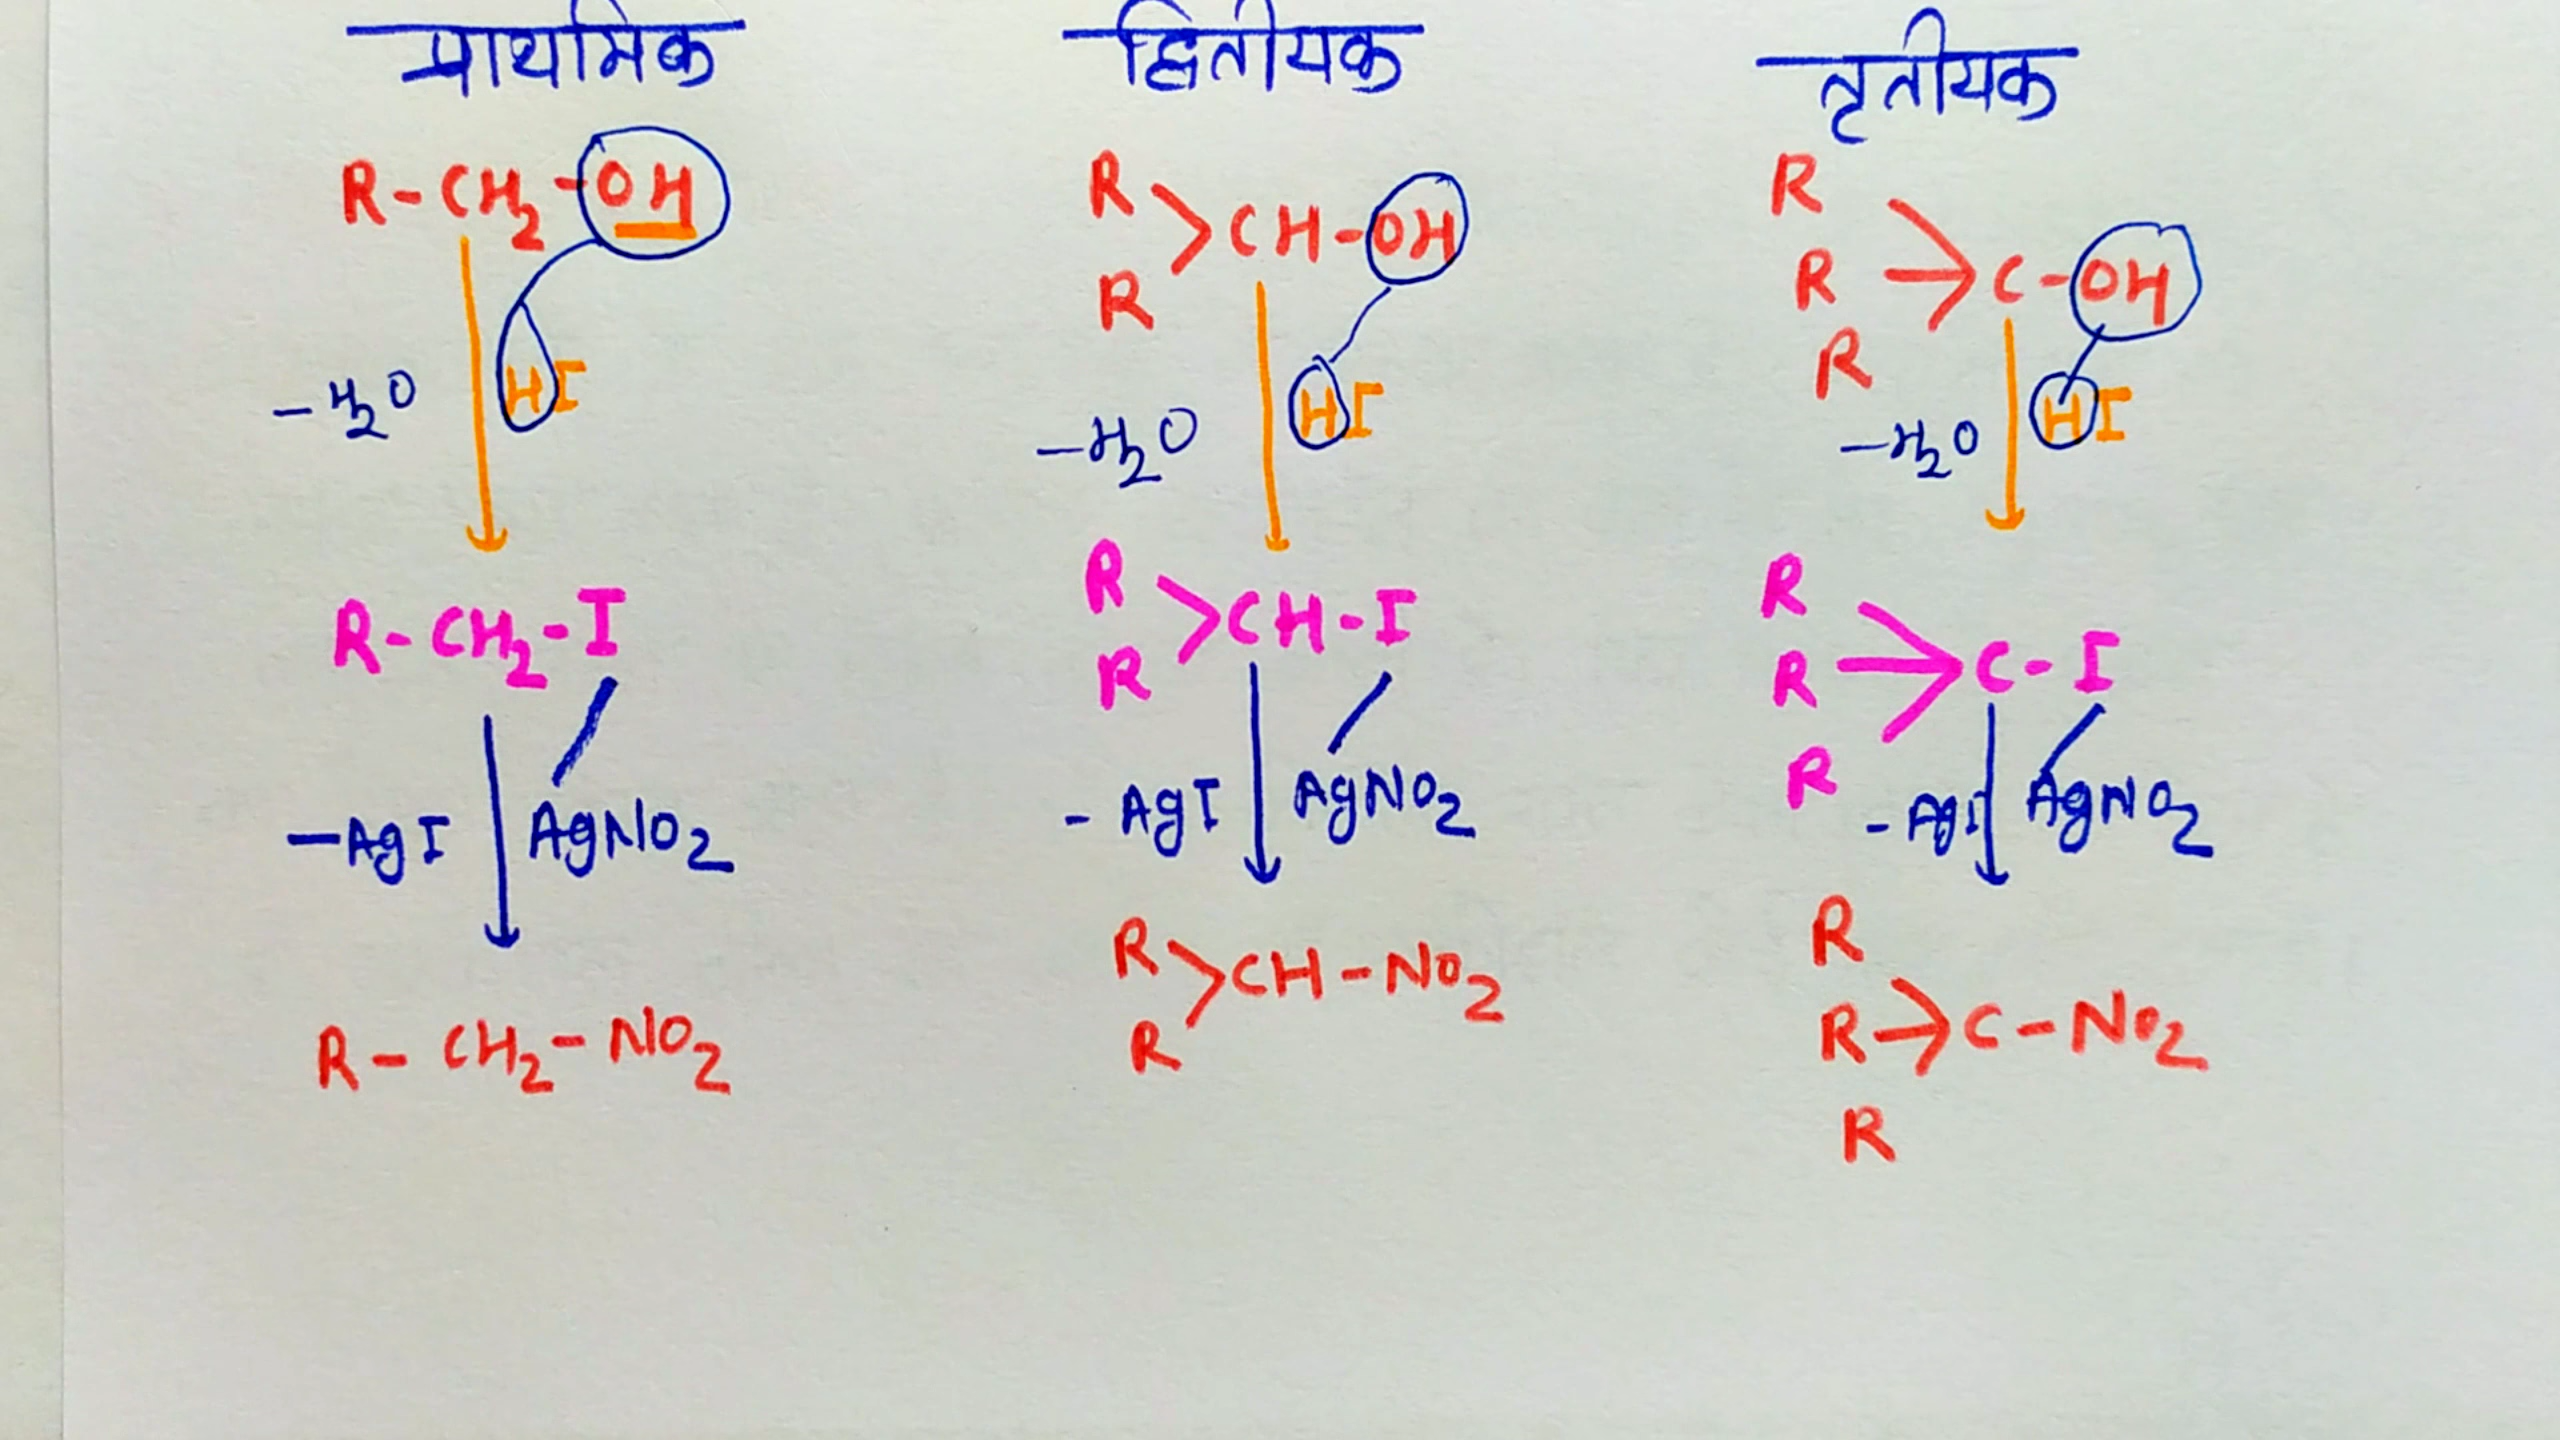 प्राथमिक
R-CH2-OH
-H2O HI
R-CH2-I
-AgI AgNO2
R-CH2-NO2
द्वितीयक
R
>CH-OH
R
-H2O HI
R
>CH-I
R
-AgI AgNO2
R
>CH-NO2
R
तृतीयक
R
R→C-OH
R
-H2O HI
R
R→C-I
R
-AgI AgNO2
R
R→C-NO2
R